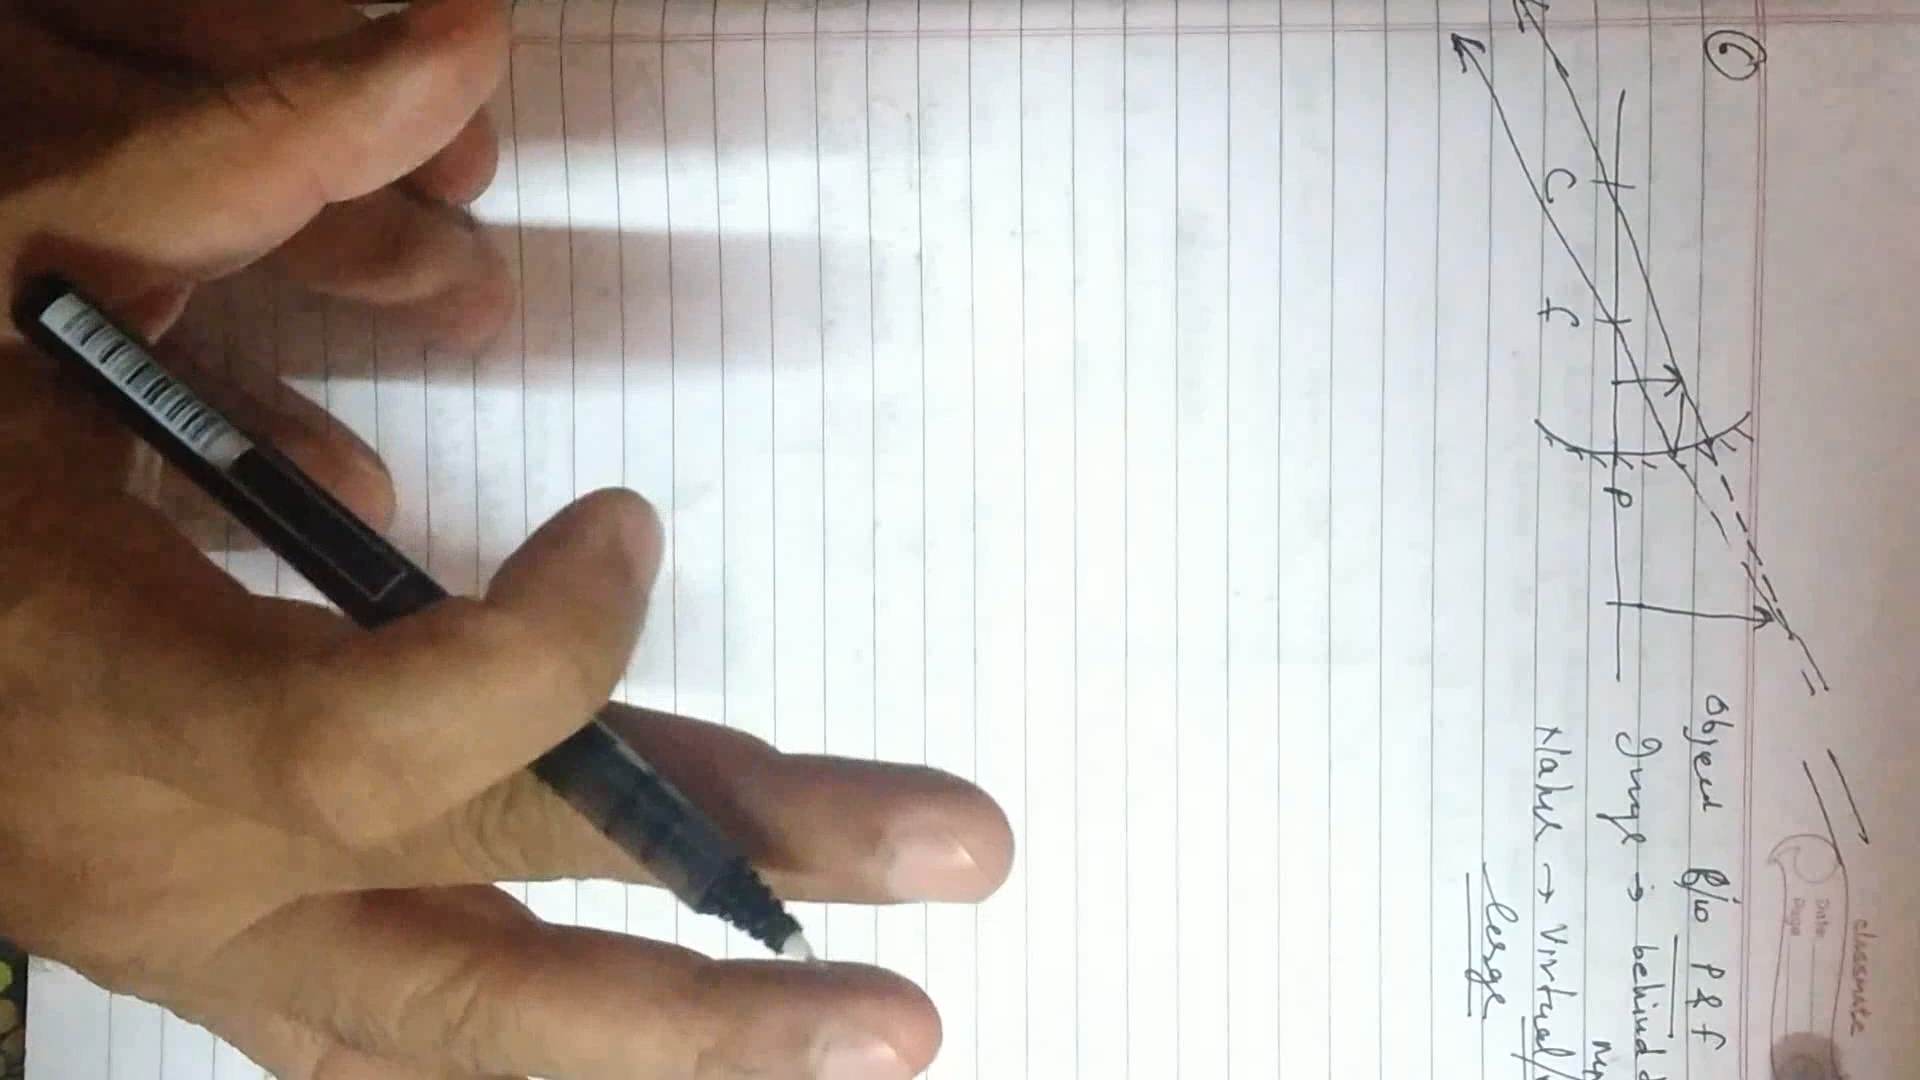 classmate
Date
Page
6
Object b/w P & F
Image → behind
Nature → Virtual/
large
C
F
P